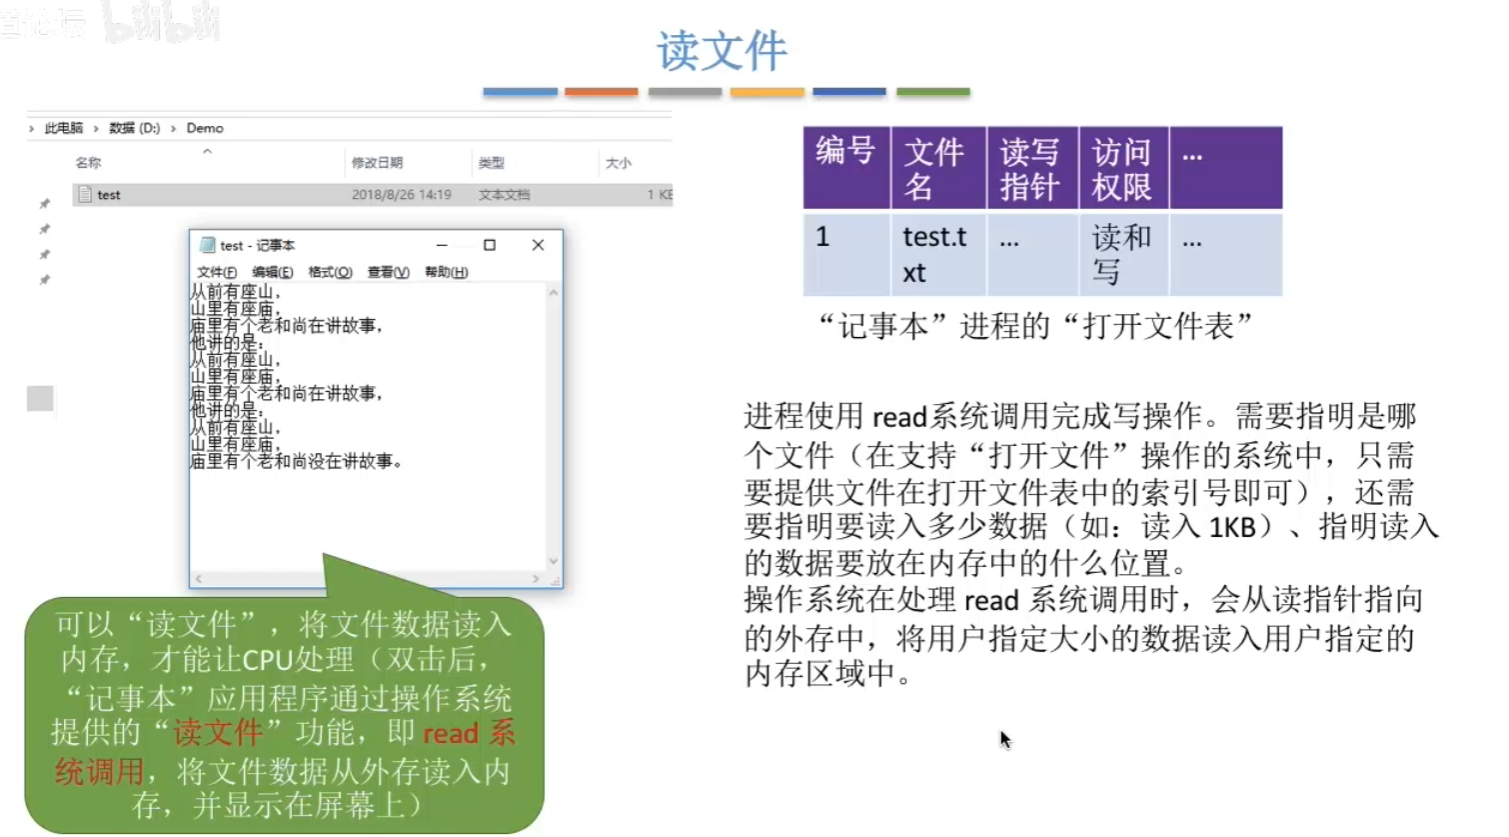 道论坛 bilibili
读文件
此电脑 › 数据 (D:) › Demo
名称 修改日期 类型 大小
test 2018/8/26 14:19 文本文档 1 KB
test - 记事本
文件(F) 编辑(E) 格式(O) 查看(V) 帮助(H)
从前有座山，
山里有座庙，
庙里有个老和尚在讲故事，
他讲的是：
从前有座山，
山里有座庙，
庙里有个老和尚在讲故事，
他讲的是：
从前有座山，
山里有座庙，
庙里有个老和尚没在讲故事。
可以“读文件”，将文件数据读入
内存，才能让CPU处理（双击后，
“记事本”应用程序通过操作系统
提供的“读文件”功能，即 read 系
统调用，将文件数据从外存读入内
存，并显示在屏幕上）
编号 文件 读写 访问 ...
名 指针 权限
1 test.t ... 读和 ...
xt 写
“记事本”进程的“打开文件表”
进程使用 read系统调用完成写操作。需要指明是哪
个文件（在支持“打开文件”操作的系统中，只需
要提供文件在打开文件表中的索引号即可），还需
要指明要读入多少数据（如：读入 1KB）、指明读入
的数据要放在内存中的什么位置。
操作系统在处理 read 系统调用时，会从读指针指向
的外存中，将用户指定大小的数据读入用户指定的
内存区域中。